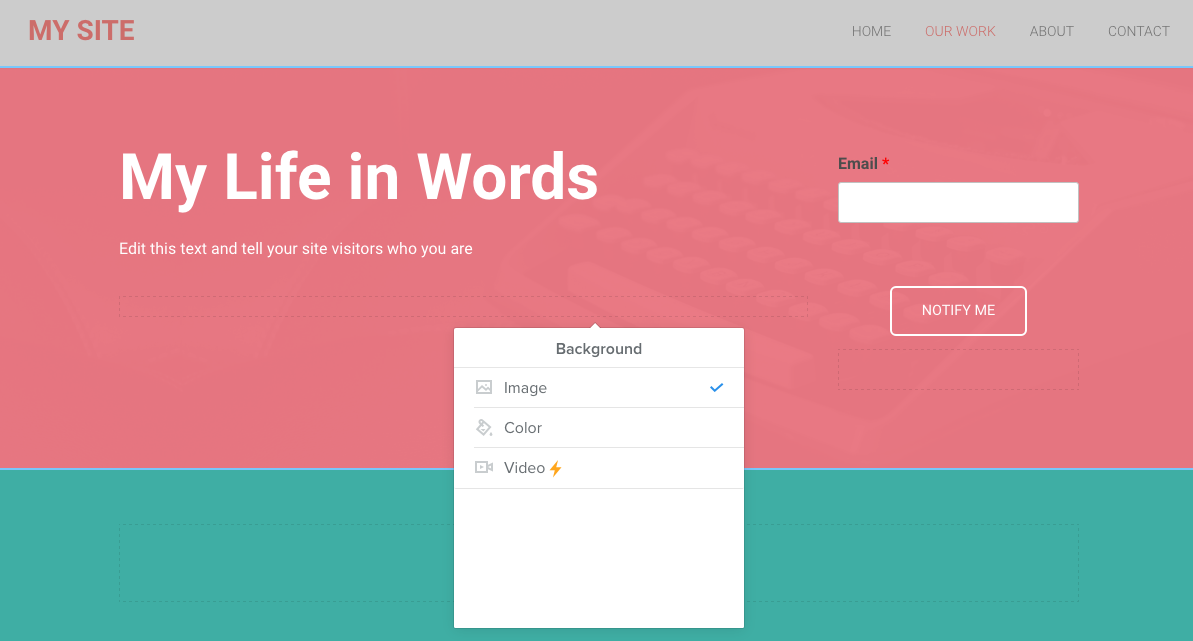 MY SITE
HOME OUR WORK ABOUT CONTACT
My Life in Words
Edit this text and tell your site visitors who you are
Email *
NOTIFY ME
Background
Image
Color
Video